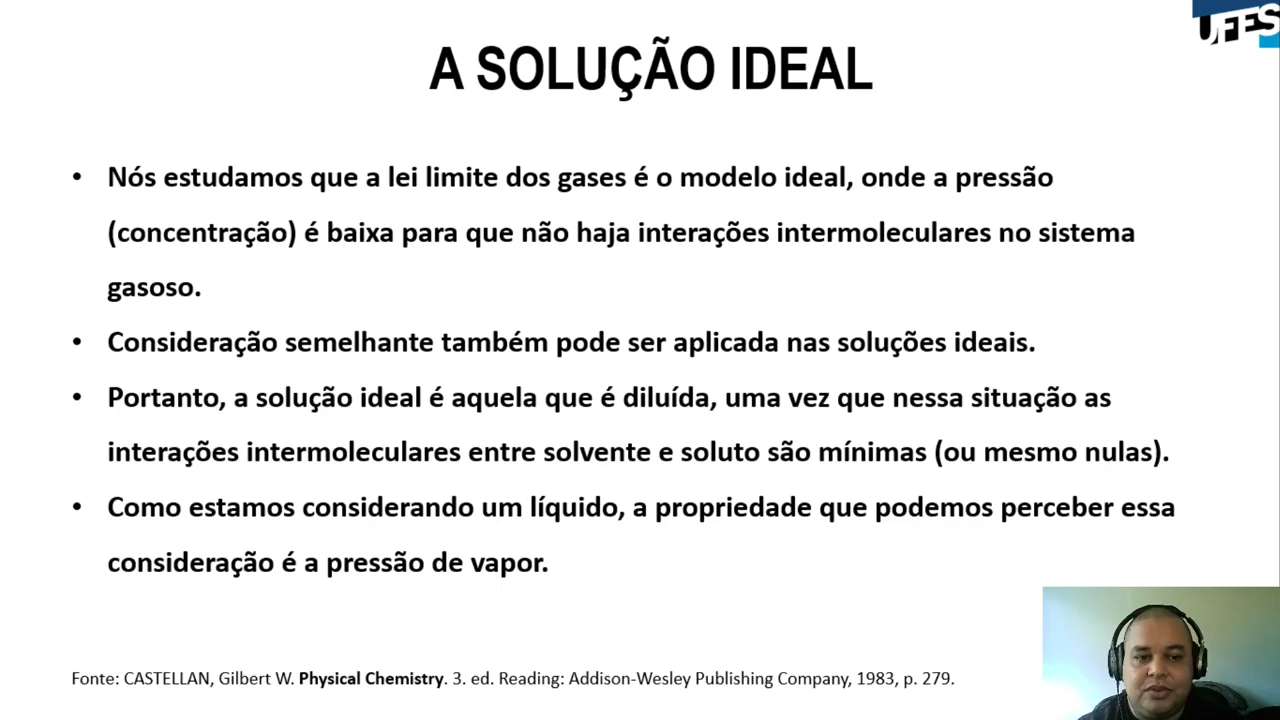 UFES
A SOLUÇÃO IDEAL
• Nós estudamos que a lei limite dos gases é o modelo ideal, onde a pressão
(concentração) é baixa para que não haja interações intermoleculares no sistema
gasoso.
• Consideração semelhante também pode ser aplicada nas soluções ideais.
• Portanto, a solução ideal é aquela que é diluída, uma vez que nessa situação as
interações intermoleculares entre solvente e soluto são mínimas (ou mesmo nulas).
• Como estamos considerando um líquido, a propriedade que podemos perceber essa
consideração é a pressão de vapor.
Fonte: CASTELLAN, Gilbert W. Physical Chemistry. 3. ed. Reading: Addison-Wesley Publishing Company, 1983, p. 279.